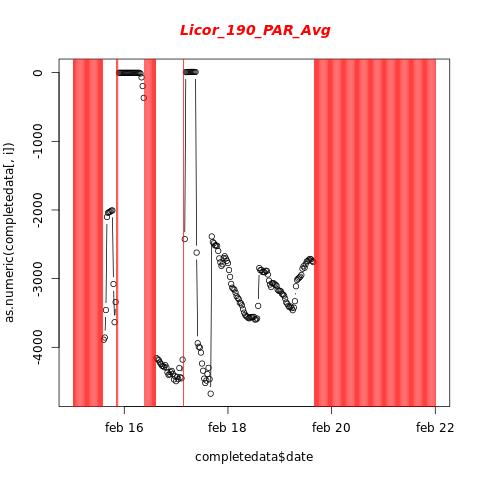 Licor_190_PAR_Avg
as.numeric(completedata[, i])
0
-1000
-2000
-3000
-4000
feb 16
feb 18
feb 20
feb 22
completedata$date